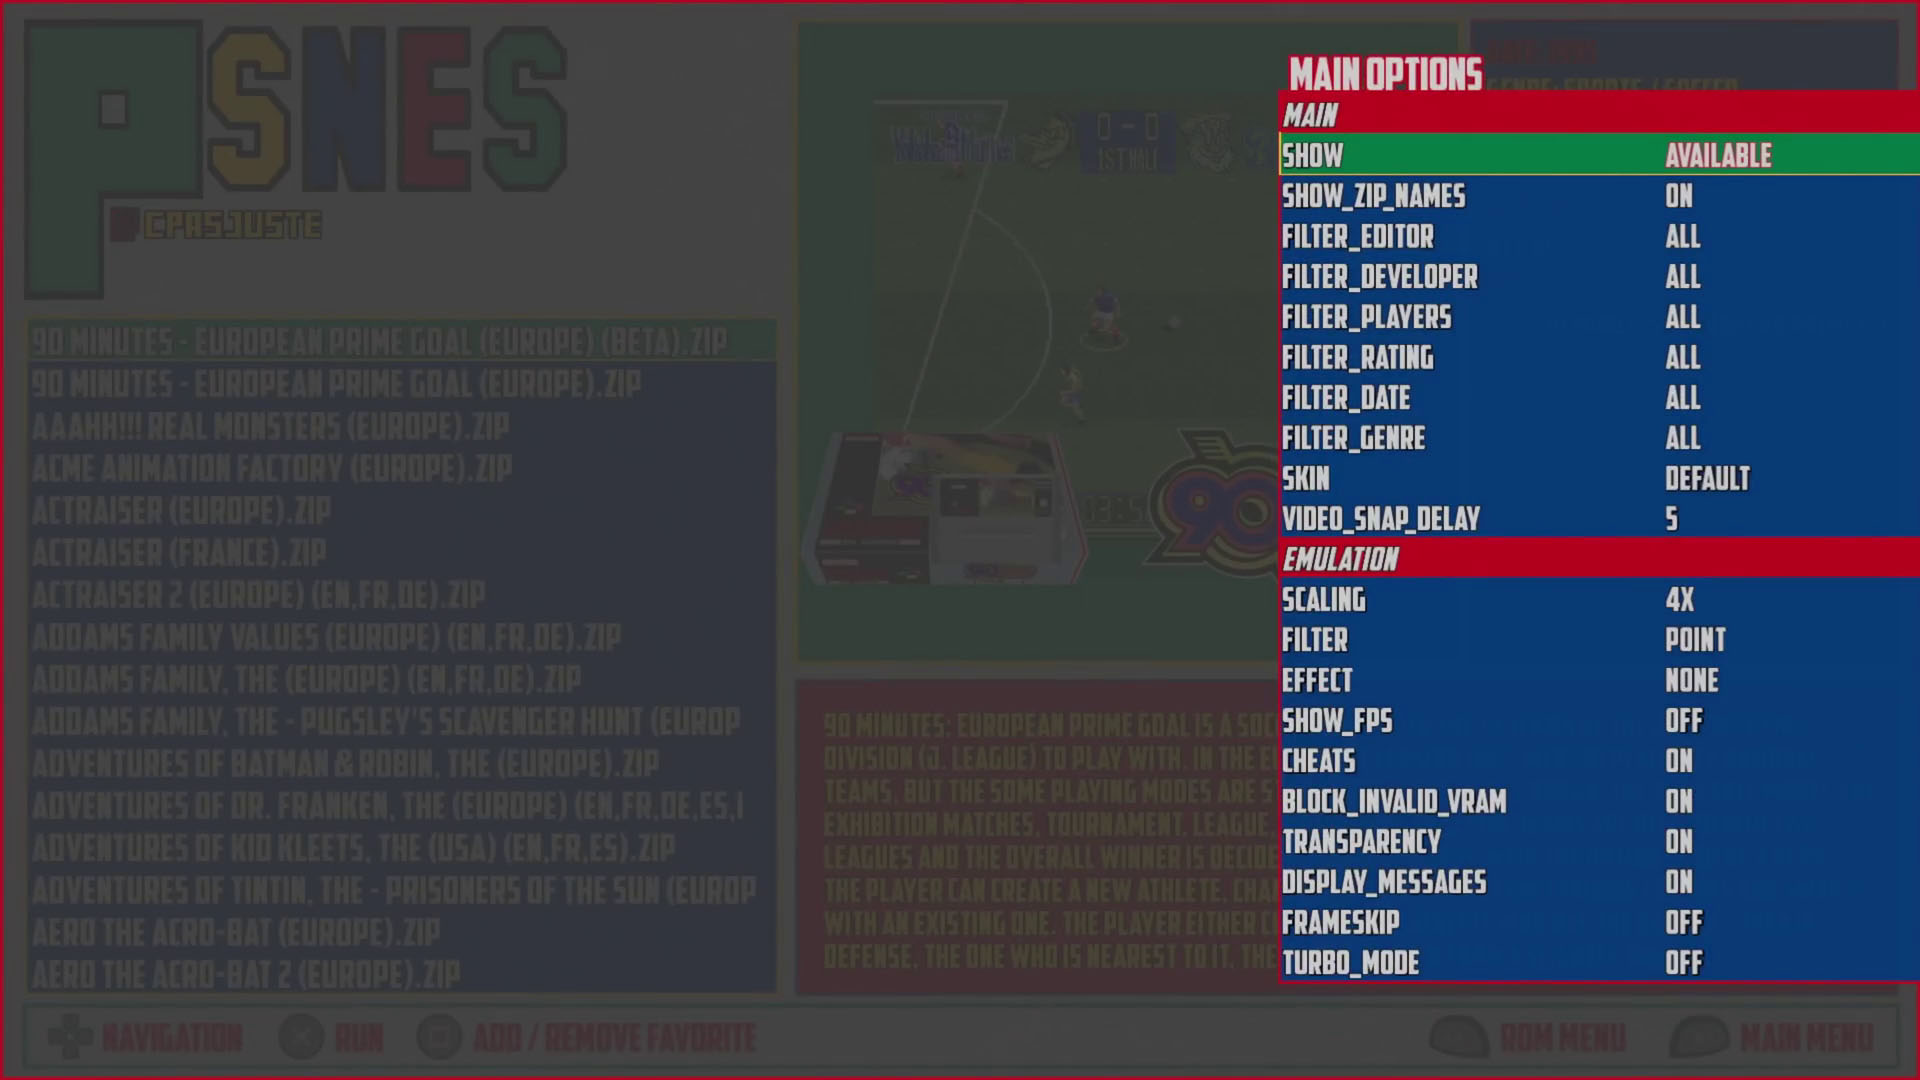 PSNES
CPASJUSTE
90 MINUTES - EUROPEAN PRIME GOAL (EUROPE) (BETA).ZIP
90 MINUTES - EUROPEAN PRIME GOAL (EUROPE).ZIP
AAAHH!!! REAL MONSTERS (EUROPE).ZIP
ACME ANIMATION FACTORY (EUROPE).ZIP
ACTRAISER (EUROPE).ZIP
ACTRAISER (FRANCE).ZIP
ACTRAISER 2 (EUROPE) (EN,FR,DE).ZIP
ADDAMS FAMILY VALUES (EUROPE) (EN,FR,DE).ZIP
ADDAMS FAMILY, THE (EUROPE) (EN,FR,DE).ZIP
ADDAMS FAMILY, THE - PUGSLEY'S SCAVENGER HUNT (EUROP
ADVENTURES OF BATMAN & ROBIN, THE (EUROPE).ZIP
ADVENTURES OF DR. FRANKEN, THE (EUROPE) (EN,FR,DE,ES,I
ADVENTURES OF KID KLEETS, THE (USA) (EN,FR,ES).ZIP
ADVENTURES OF TINTIN, THE - PRISONERS OF THE SUN (EUROP
AERO THE ACRO-BAT (EUROPE).ZIP
AERO THE ACRO-BAT 2 (EUROPE).ZIP
0 - 0
1ST HALF
90
90 MINUTES: EUROPEAN PRIME GOAL IS A SOC
DIVISION (J. LEAGUE) TO PLAY WITH. IN THE E
TEAMS, BUT THE SOME PLAYING MODES ARE S
EXHIBITION MATCHES, TOURNAMENT, LEAGUE,
LEAGUES AND THE OVERALL WINNER IS DECIDE
THE PLAYER CAN CREATE A NEW ATHLETE, CHA
WITH AN EXISTING ONE. THE PLAYER EITHER C
DEFENSE, THE ONE WHO IS NEAREST TO IT. THE
GENRE: SPORTS / SOCCER
MAIN OPTIONS
MAIN
SHOW AVAILABLE
SHOW_ZIP_NAMES ON
FILTER_EDITOR ALL
FILTER_DEVELOPER ALL
FILTER_PLAYERS ALL
FILTER_RATING ALL
FILTER_DATE ALL
FILTER_GENRE ALL
SKIN DEFAULT
VIDEO_SNAP_DELAY 5
EMULATION
SCALING 4X
FILTER POINT
EFFECT NONE
SHOW_FPS OFF
CHEATS ON
BLOCK_INVALID_VRAM ON
TRANSPARENCY ON
DISPLAY_MESSAGES ON
FRAMESKIP OFF
TURBO_MODE OFF
NAVIGATION RUN ADD / REMOVE FAVORITE ROM MENU MAIN MENU